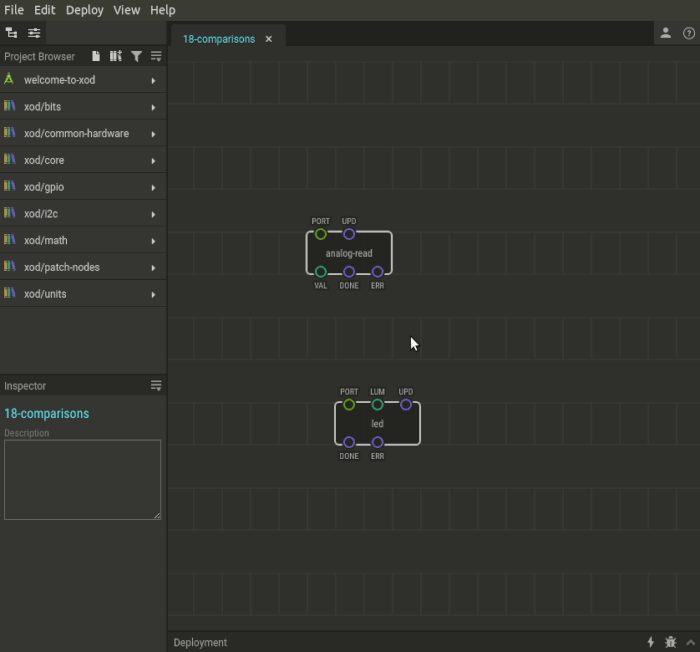 File Edit Deploy View Help
18-comparisons
Project Browser
welcome-to-xod
xod/bits
xod/common-hardware
xod/core
xod/gpio
xod/i2c
xod/math
xod/patch-nodes
xod/units
PORT UPD
analog-read
VAL DONE ERR
PORT LUM UPD
led
DONE ERR
Inspector
18-comparisons
Description
Deployment